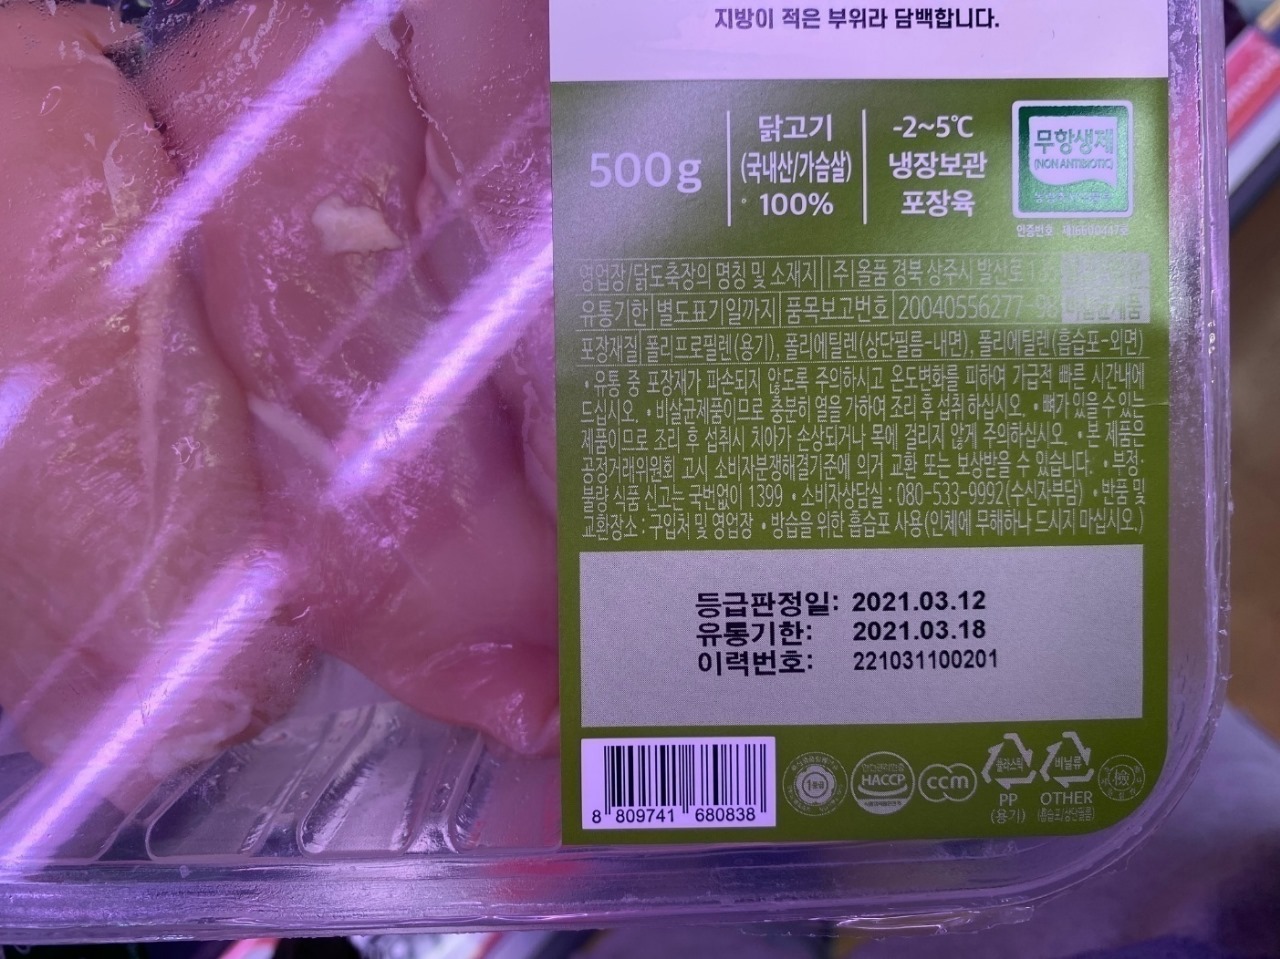 지방이 적은 부위라 담백합니다.
500g
닭고기
(국내산/가슴살)
100%
-2~5℃
냉장보관
포장육
무항생제
(NON ANTIBIOTIC)
인증번호
영업장/닭도축장의 명칭 및 소재지 (주)올품 경북 상주시 발산로
유통기한 별도표기일까지 품목보고번호 20040556277-98
포장재질 폴리프로필렌(용기), 폴리에틸렌(상단필름-내면), 폴리에틸렌(흡습포-외면)
•유통 중 포장재가 파손되지 않도록 주의하시고 온도변화를 피하여 가급적 빠른 시간내에
드십시오. •비살균제품이므로 충분히 열을 가하여 조리 후 섭취 하십시오. •뼈가 있을 수 있는
제품이므로 조리 후 섭취시 치아가 손상되거나 목에 걸리지 않게 주의하십시오. •본 제품은
공정거래위원회 고시 소비자분쟁해결기준에 의거 교환 또는 보상받을 수 있습니다. •부정·
불량 식품 신고는 국번없이 1399 •소비자상담실 : 080-533-9992(수신자부담) •반품 및
교환장소 : 구입처 및 영업장 •방습을 위한 흡습포 사용(인체에 무해하나 드시지 마십시오.)
등급판정일: 2021.03.12
유통기한: 2021.03.18
이력번호: 221031100201
8 809741 680838
1등급
HACCP
ccm
플라스틱
PP
(용기)
비닐류
OTHER
(흡습포/상단필름)
檢